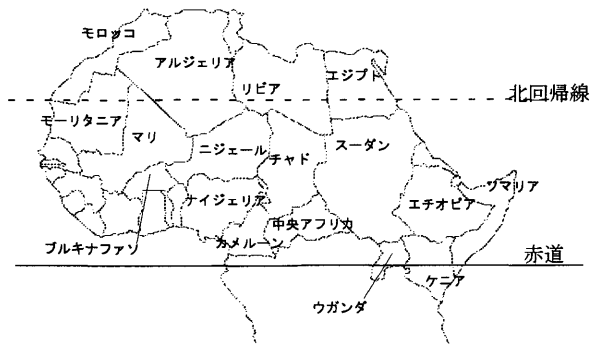 モロッコ
アルジェリア
リビア
エジプト
北回帰線
モーリタニア
マリ
ニジェール
チャド
スーダン
ナイジェリア
エチオピア
ソマリア
中央アフリカ
カメルーン
ブルキナファソ
赤道
ケニア
ウガンダ